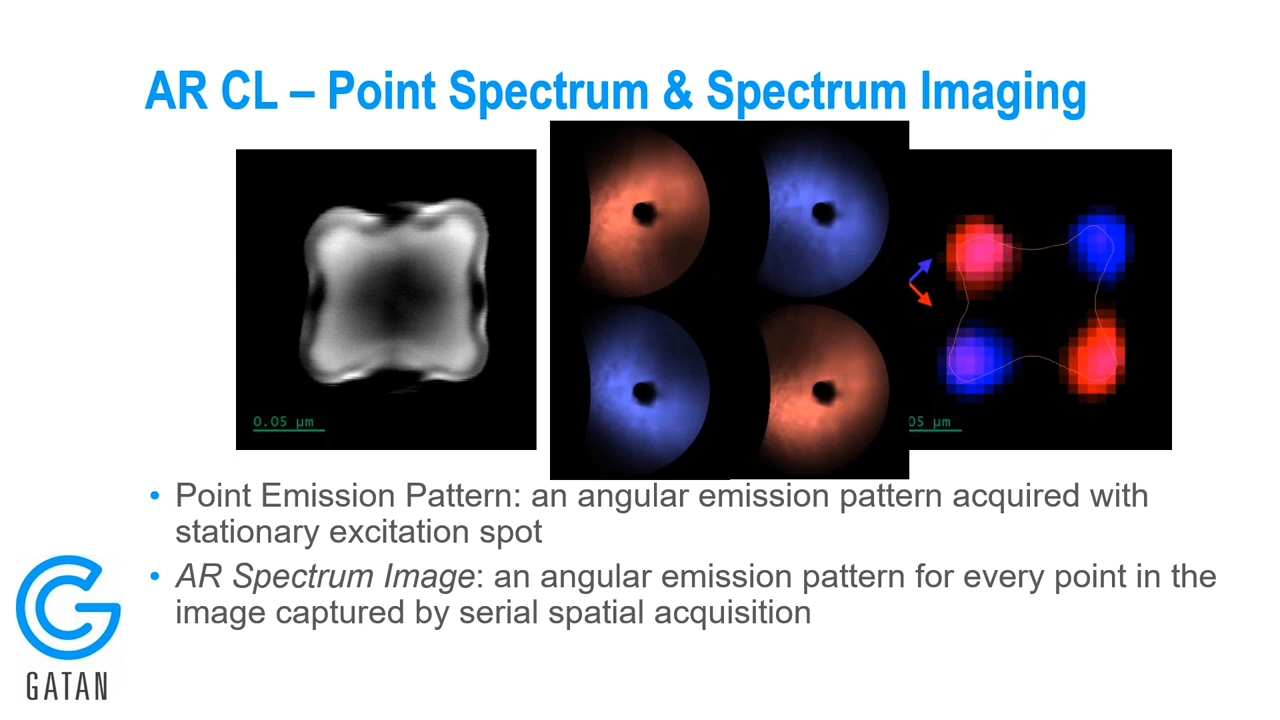 AR CL – Point Spectrum & Spectrum Imaging
0.05 µm
05 µm
• Point Emission Pattern: an angular emission pattern acquired with
stationary excitation spot
• AR Spectrum Image: an angular emission pattern for every point in the
image captured by serial spatial acquisition
GATAN